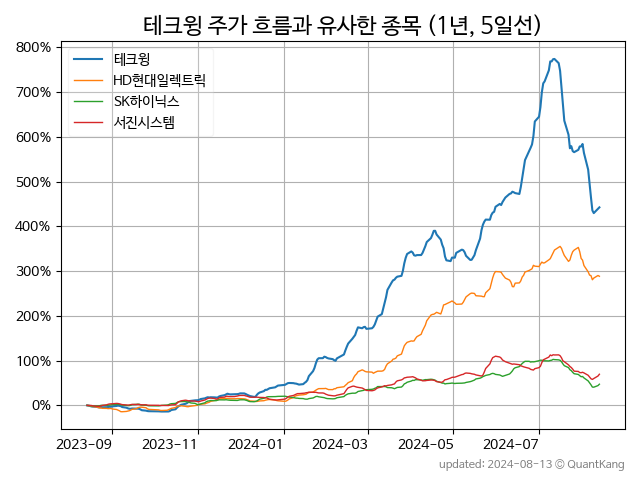 테크윙 주가 흐름과 유사한 종목 (1년, 5일선)
테크윙
HD현대일렉트릭
SK하이닉스
서진시스템
800%
700%
600%
500%
400%
300%
200%
100%
0%
2023-09 2023-11 2024-01 2024-03 2024-05 2024-07
updated: 2024-08-13 © QuantKang